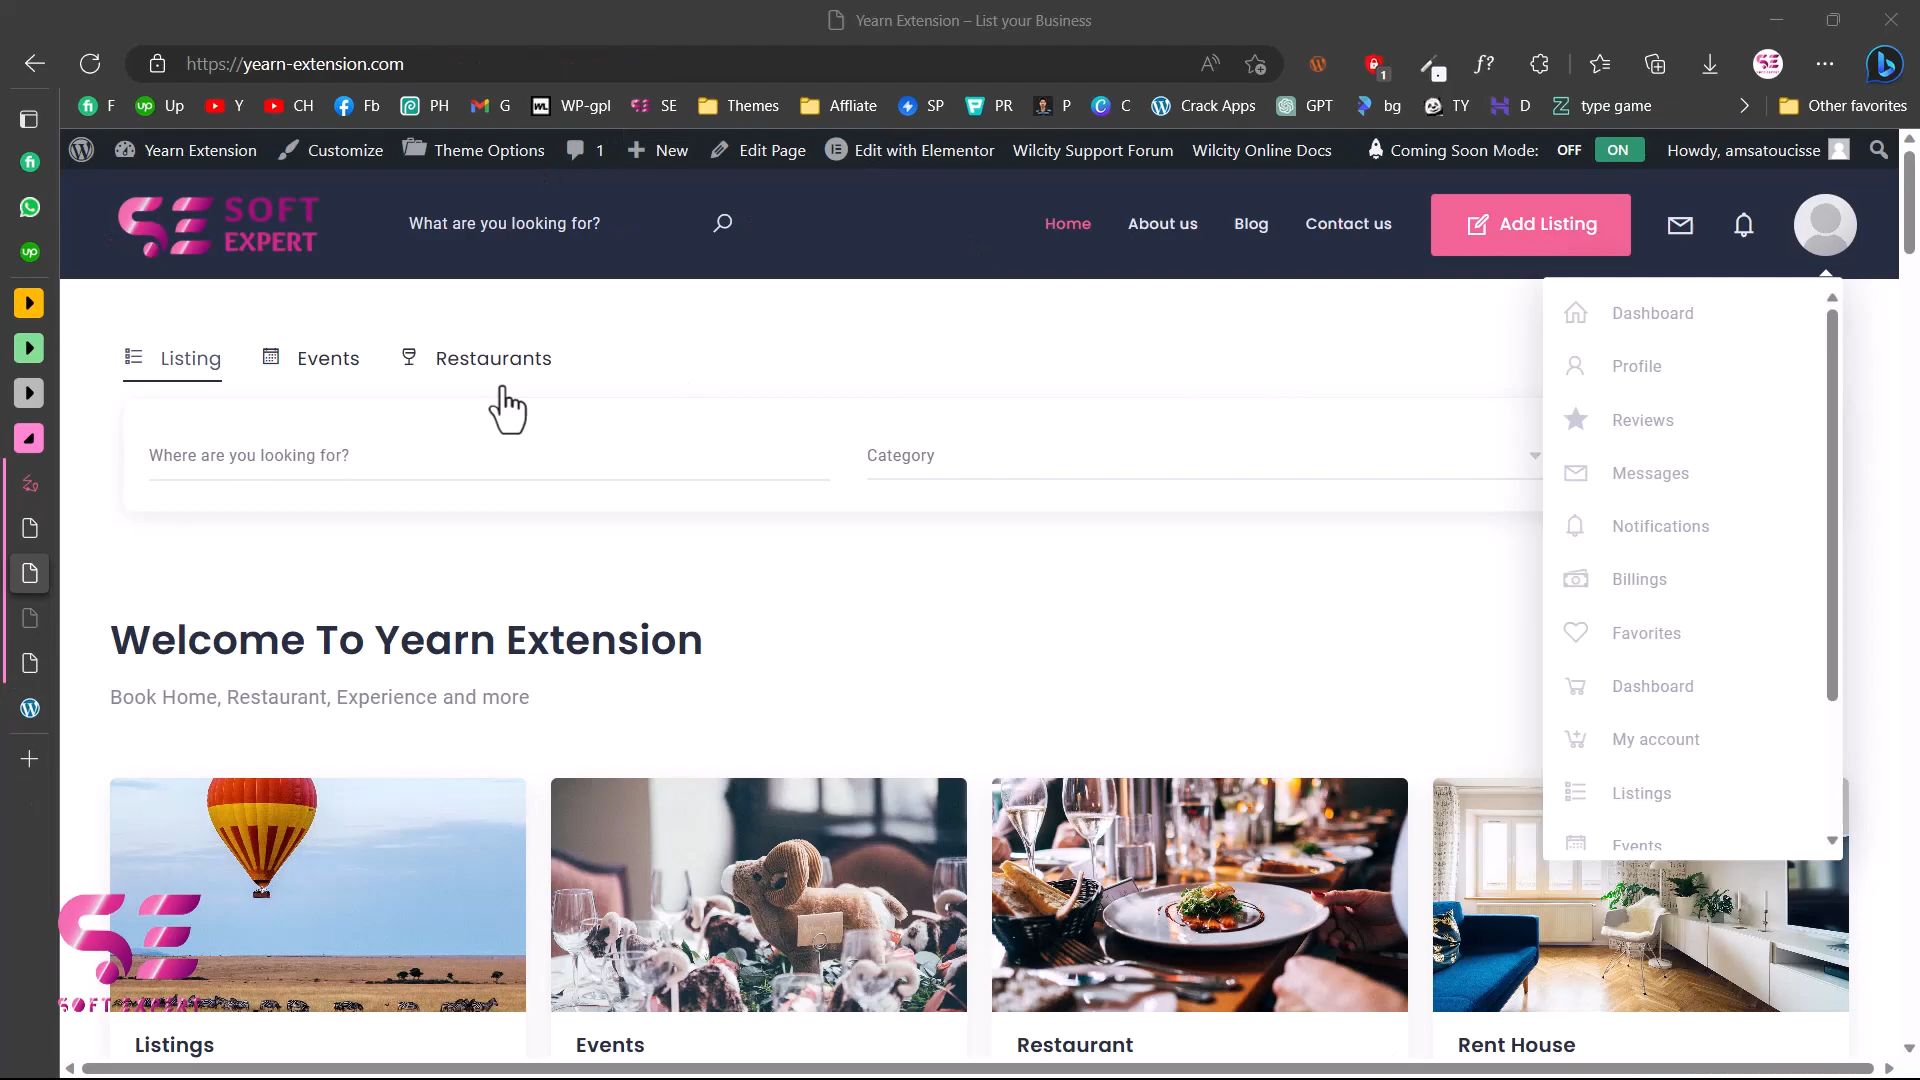 Yearn Extension – List your Business
https://yearn-extension.com
1
F Up Y CH Fb PH G WP-gpl SE Themes Affliate SP PR P C Crack Apps GPT bg TY D type game Other favorites
Yearn Extension Customize Theme Options 1 New Edit Page Edit with Elementor Wilcity Support Forum Wilcity Online Docs Coming Soon Mode: OFF ON Howdy, amsatoucisse
SOFT
EXPERT
What are you looking for?
Home About us Blog Contact us Add Listing
Listing Events Restaurants
Where are you looking for?
Category
Dashboard
Profile
Reviews
Messages
Notifications
Billings
Favorites
Dashboard
My account
Listings
Events
Welcome To Yearn Extension
Book Home, Restaurant, Experience and more
SOFT EXPERT
Listings
Events
Restaurant
Rent House